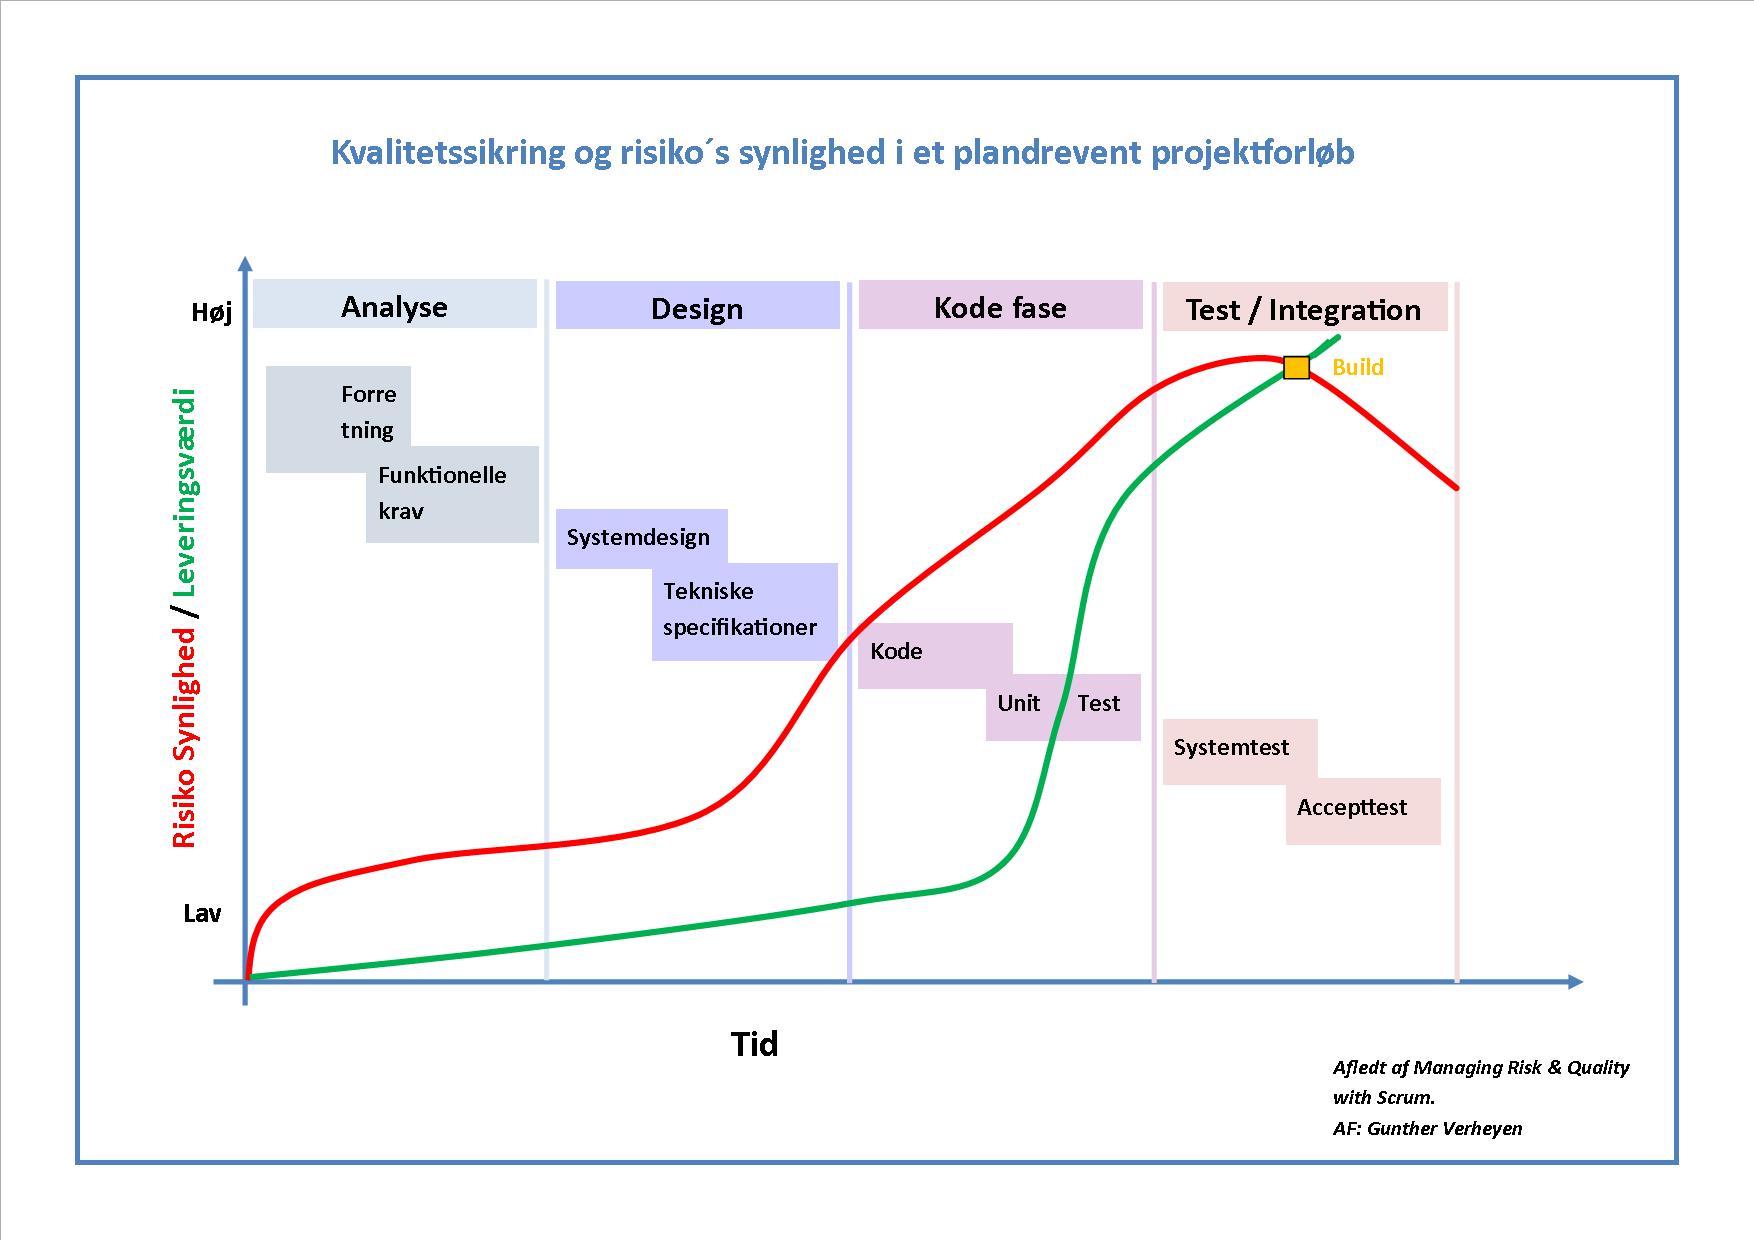 Kvalitetssikring og risiko´s synlighed i et plandrevent projektforløb
Høj
Analyse
Design
Kode fase
Test / Integration
Build
Forre
tning
Funktionelle
krav
Systemdesign
Tekniske
specifikationer
Kode
Unit Test
Systemtest
Accepttest
Risiko Synlighed / Leveringsværdi
Lav
Tid
Afledt af Managing Risk & Quality
with Scrum.
AF: Gunther Verheyen